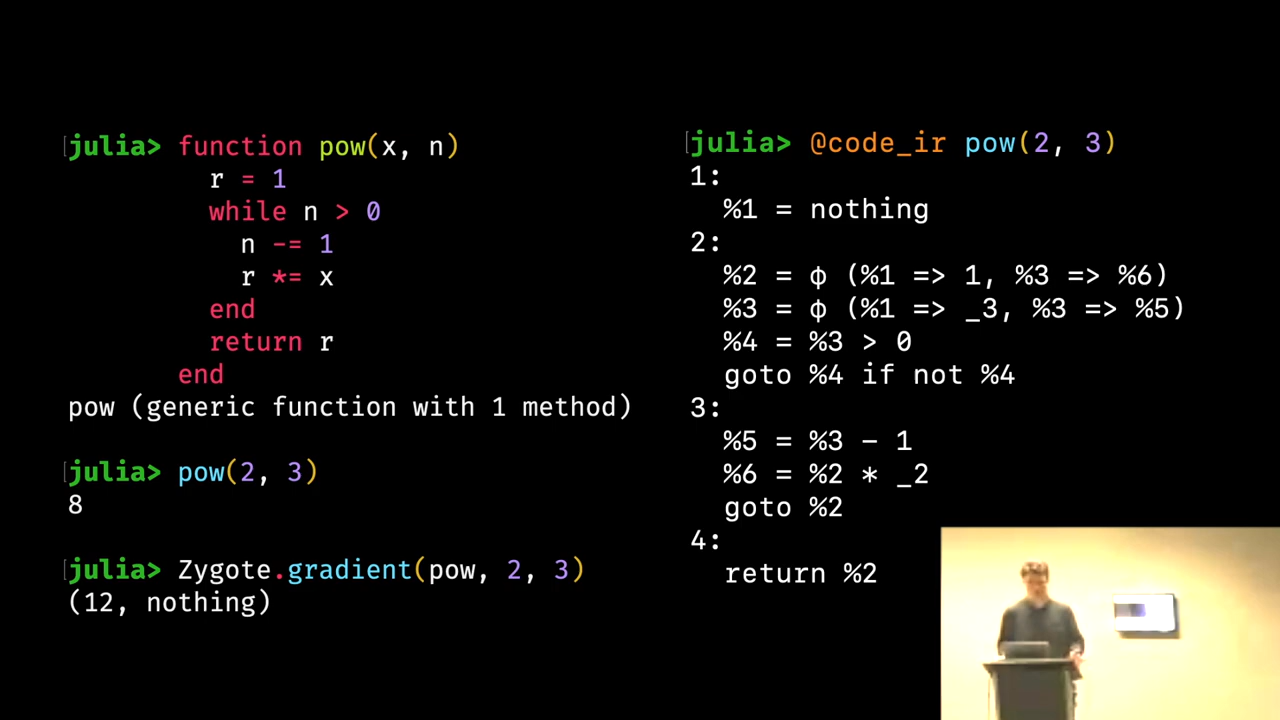 julia> function pow(x, n)
r = 1
while n > 0
n -= 1
r *= x
end
return r
end
pow (generic function with 1 method)
julia> pow(2, 3)
8
julia> Zygote.gradient(pow, 2, 3)
(12, nothing)
julia> @code_ir pow(2, 3)
1:
%1 = nothing
2:
%2 = ϕ (%1 => 1, %3 => %6)
%3 = ϕ (%1 => _3, %3 => %5)
%4 = %3 > 0
goto %4 if not %4
3:
%5 = %3 - 1
%6 = %2 * _2
goto %2
4:
return %2